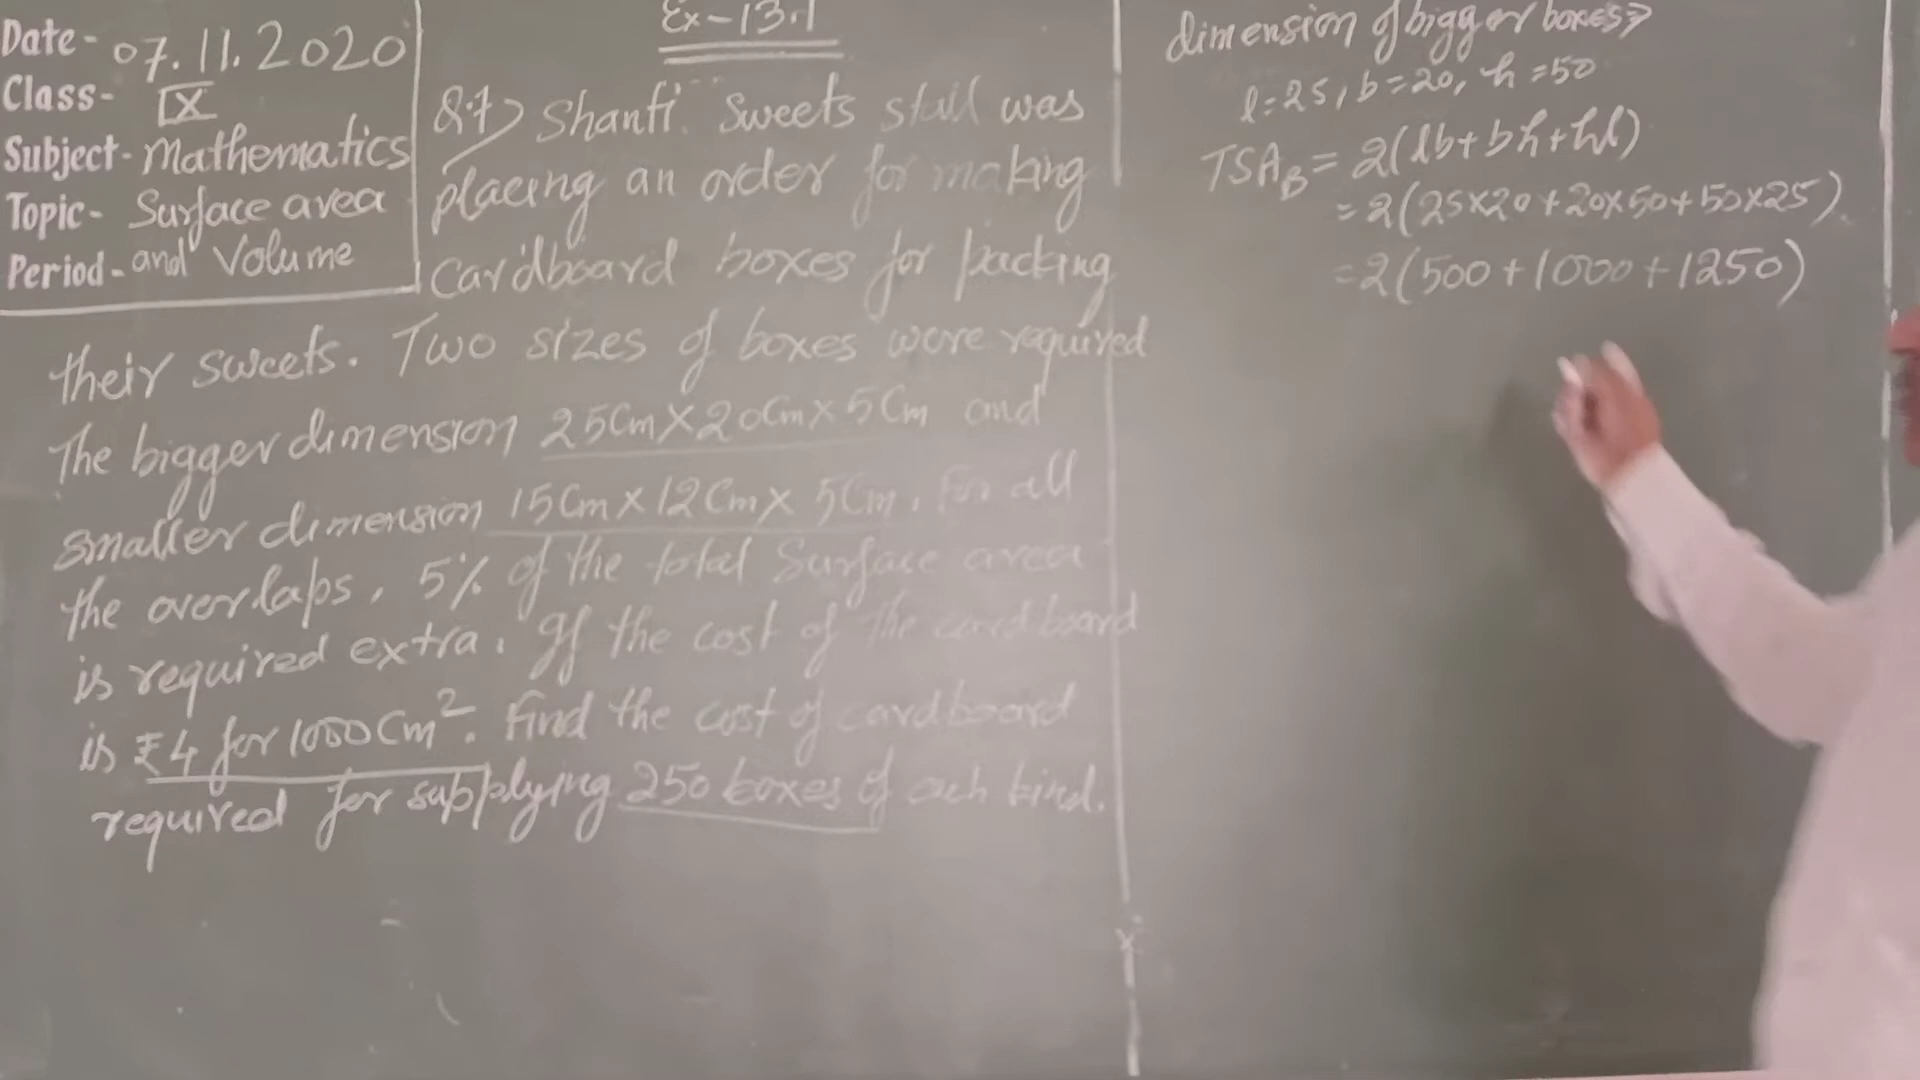 Date - 07.11.2020
Class - IX
Subject - Mathematics
Topic - Surface area
and Volume
Period -
Ex-13.1
Q.7> Shanti Sweets stall was
placing an order for making
Cardboard boxes for packing
their sweets. Two sizes of boxes were required
The bigger dimension 25Cm×20Cm×5Cm and
smaller dimension 15Cm×12Cm× 5Cm. For all
the overlaps, 5% of the total Surface area
is required extra. If the cost of the cardboard
is ₹4 for 1000Cm². Find the cost of cardboard
required for supplying 250 boxes of each kind.
dimension of bigger boxes⇒
l=25, b=20, h=50
TSA_B = 2(lb+bh+hl)
=2(25×20+20×50+50×25)
=2(500+1000+1250)